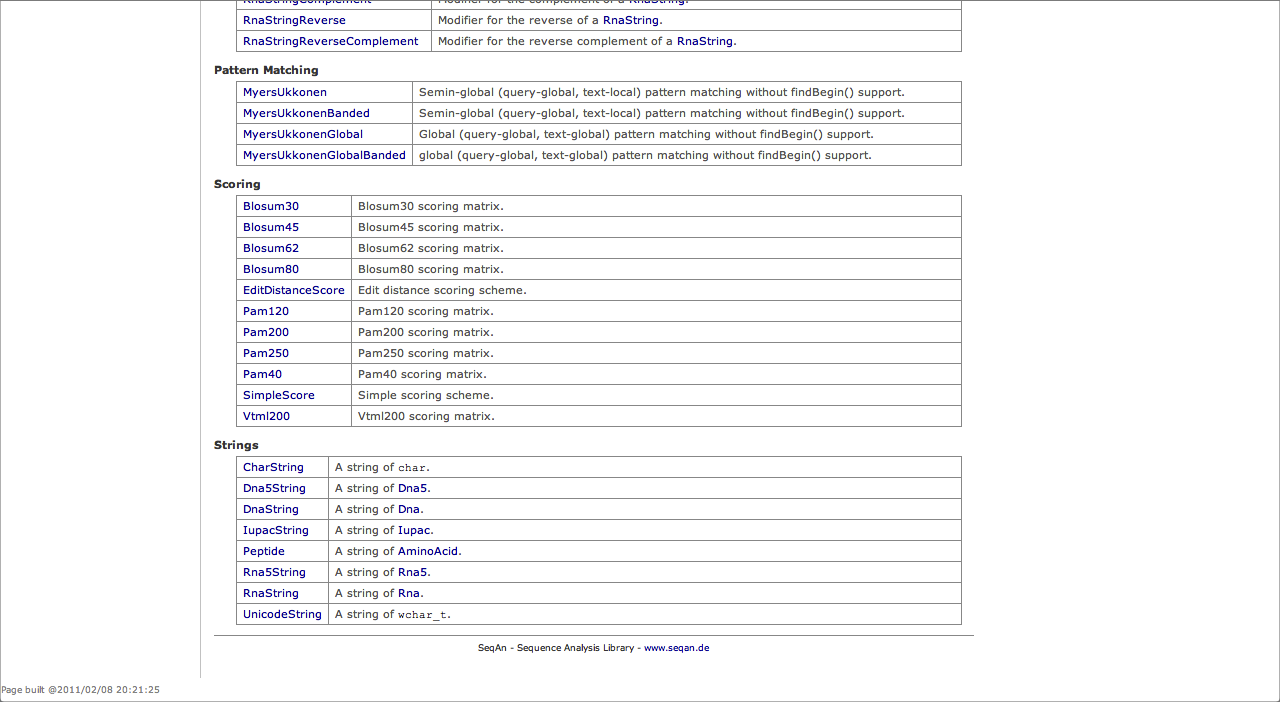 RnaStringComplement Modifier for the complement of a RnaString.
RnaStringReverse Modifier for the reverse of a RnaString.
RnaStringReverseComplement Modifier for the reverse complement of a RnaString.
Pattern Matching
MyersUkkonen Semin-global (query-global, text-local) pattern matching without findBegin() support.
MyersUkkonenBanded Semin-global (query-global, text-local) pattern matching without findBegin() support.
MyersUkkonenGlobal Global (query-global, text-global) pattern matching without findBegin() support.
MyersUkkonenGlobalBanded global (query-global, text-global) pattern matching without findBegin() support.
Scoring
Blosum30 Blosum30 scoring matrix.
Blosum45 Blosum45 scoring matrix.
Blosum62 Blosum62 scoring matrix.
Blosum80 Blosum80 scoring matrix.
EditDistanceScore Edit distance scoring scheme.
Pam120 Pam120 scoring matrix.
Pam200 Pam200 scoring matrix.
Pam250 Pam250 scoring matrix.
Pam40 Pam40 scoring matrix.
SimpleScore Simple scoring scheme.
Vtml200 Vtml200 scoring matrix.
Strings
CharString A string of char.
Dna5String A string of Dna5.
DnaString A string of Dna.
IupacString A string of Iupac.
Peptide A string of AminoAcid.
Rna5String A string of Rna5.
RnaString A string of Rna.
UnicodeString A string of wchar_t.
SeqAn - Sequence Analysis Library - www.seqan.de
Page built @2011/02/08 20:21:25